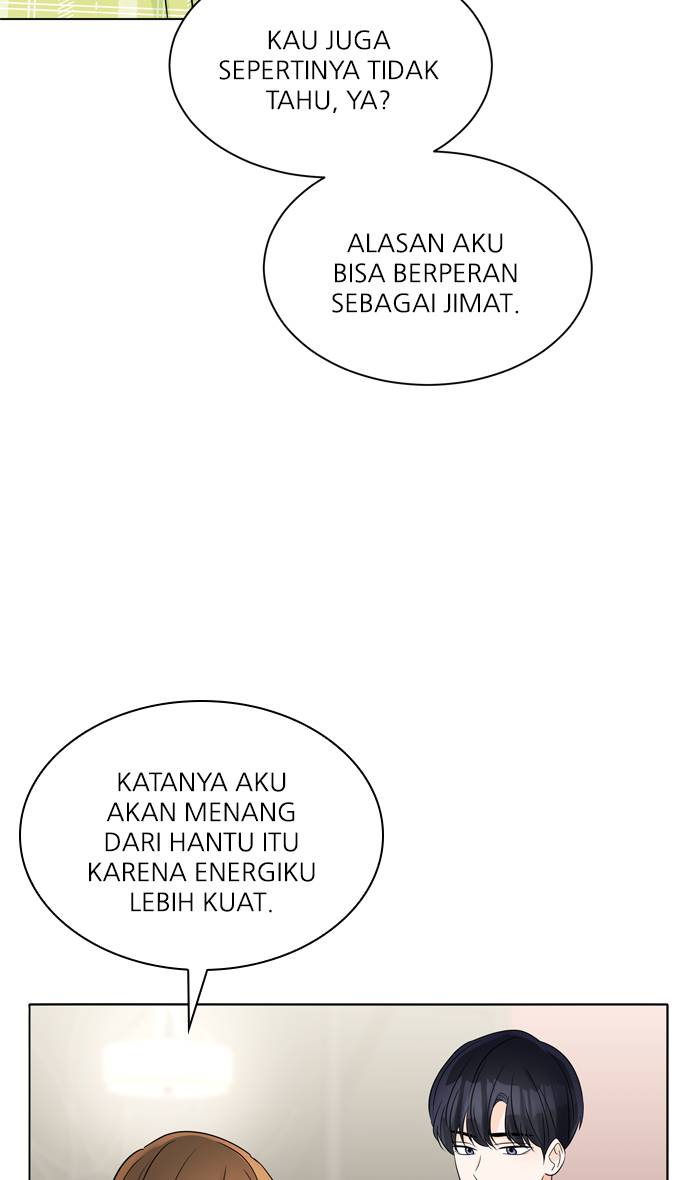 KAU JUGA
SEPERTINYA TIDAK
TAHU, YA?
ALASAN AKU
BISA BERPERAN
SEBAGAI JIMAT.
KATANYA AKU
AKAN MENANG
DARI HANTU ITU
KARENA ENERGIKU
LEBIH KUAT.